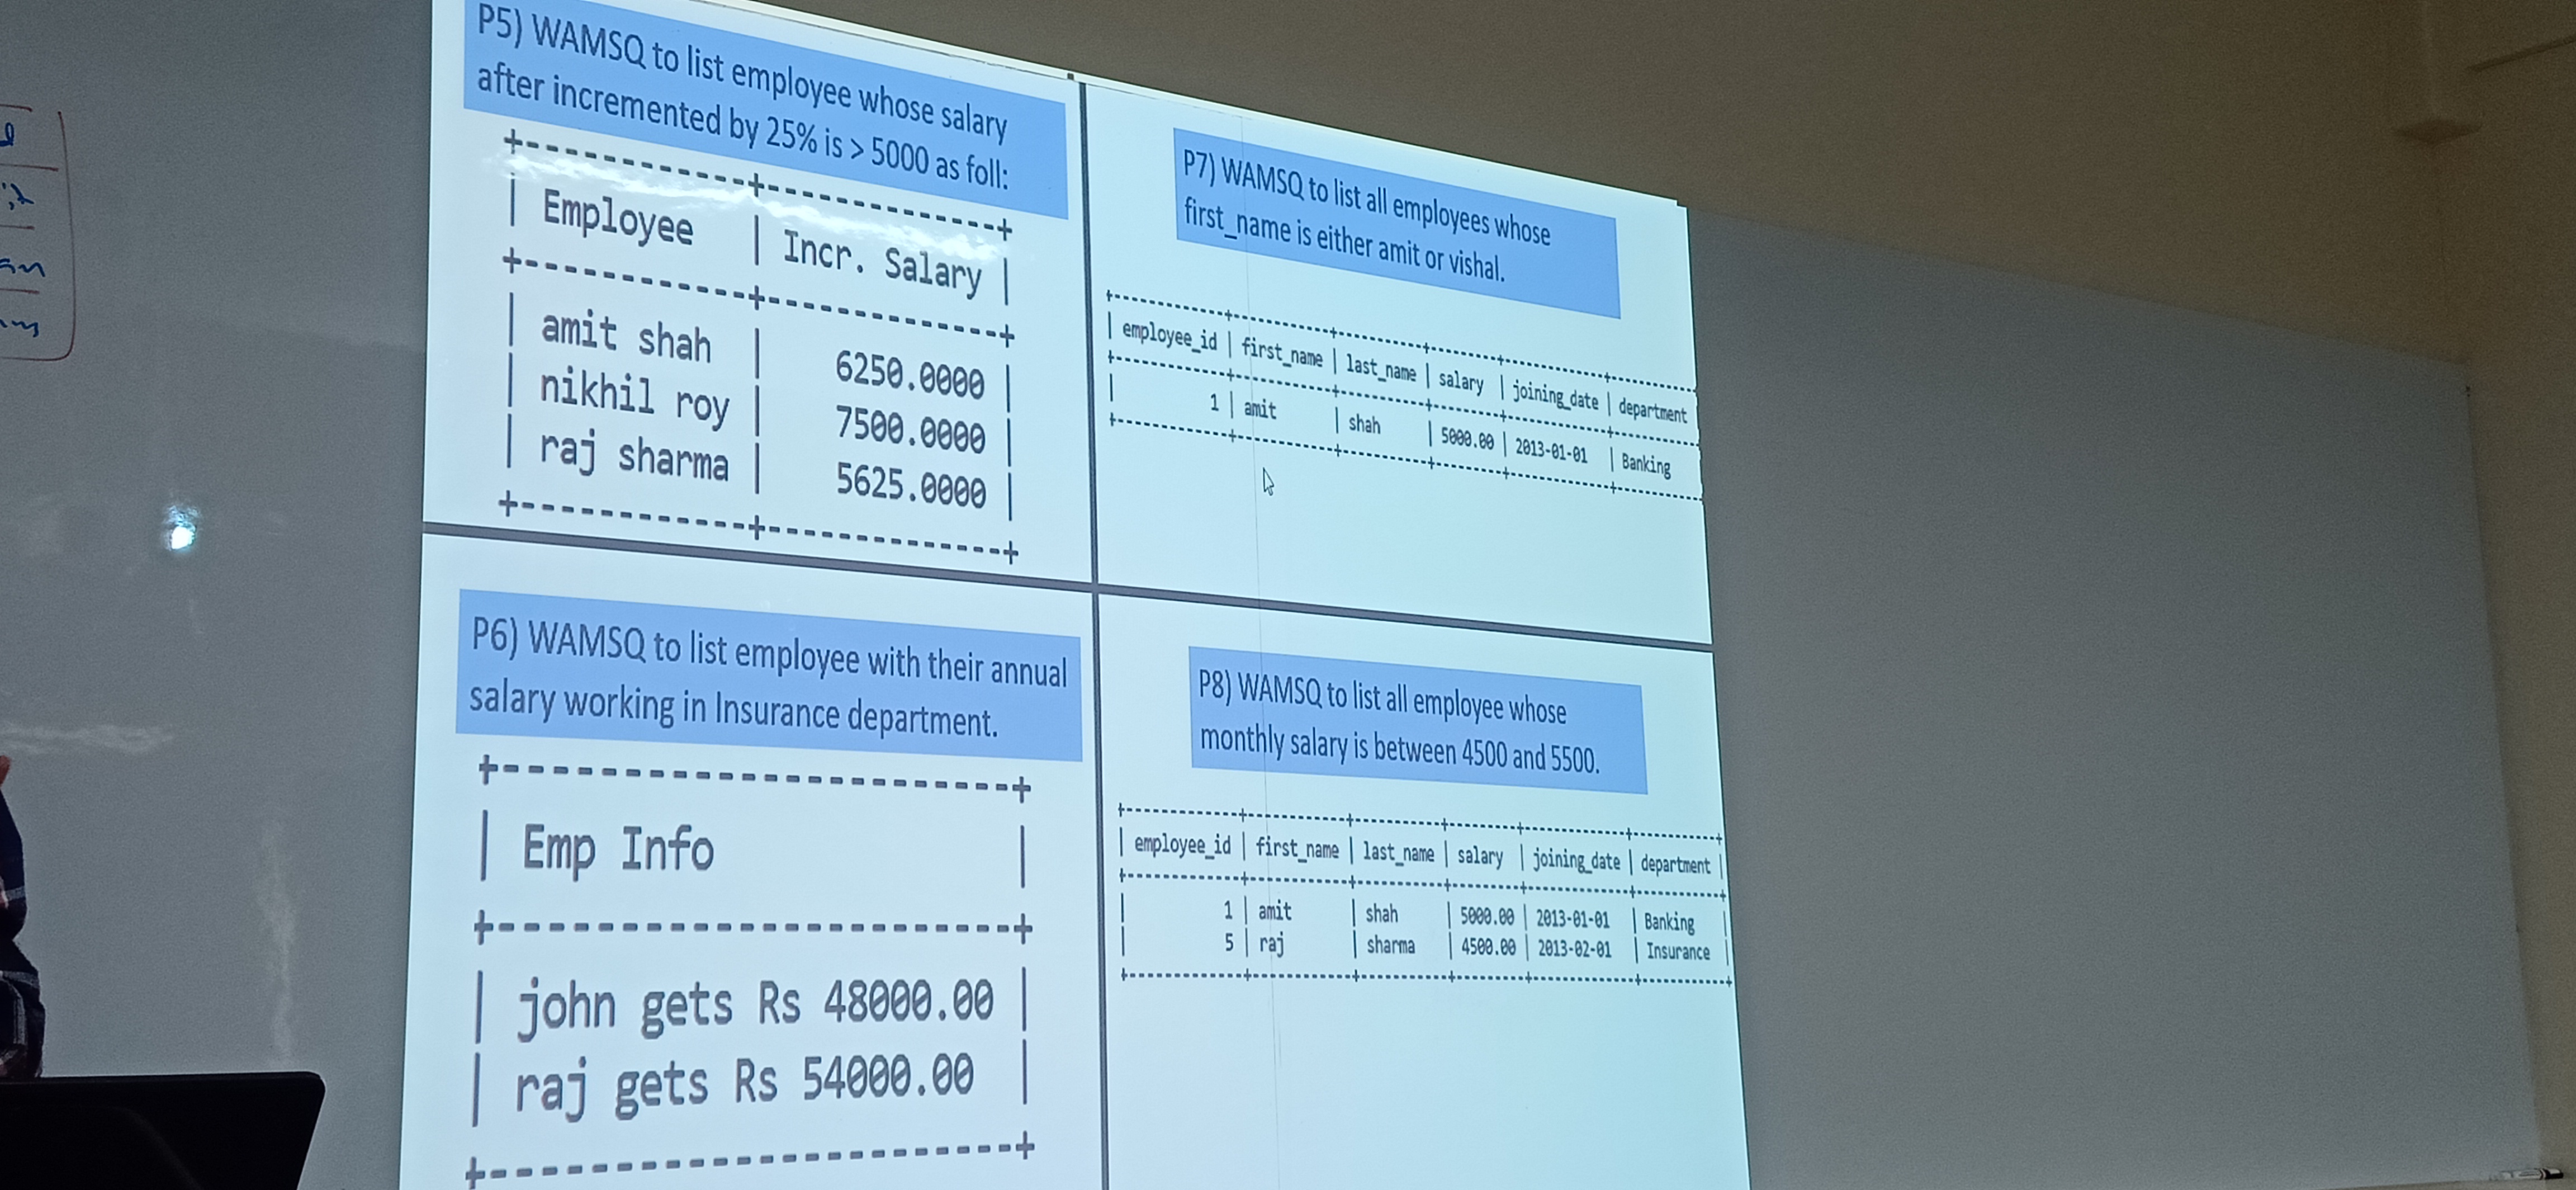 P5) WAMSQ to list employee whose salary
after incremented by 25% is > 5000 as foll:
+-----------+--------------+
| Employee | Incr. Salary |
+-----------+--------------+
| amit shah | 6250.0000 |
| nikhil roy | 7500.0000 |
| raj sharma | 5625.0000 |
+-----------+--------------+
P6) WAMSQ to list employee with their annual
salary working in Insurance department.
+------------------------+
| Emp Info |
+------------------------+
| john gets Rs 48000.00 |
| raj gets Rs 54000.00 |
+------------------------+
P7) WAMSQ to list all employees whose
first_name is either amit or vishal.
+-------------+------------+-----------+---------+--------------+------------
| employee_id | first_name | last_name | salary | joining_date | department
+-------------+------------+-----------+---------+--------------+------------
| 1 | amit | shah | 5000.00 | 2013-01-01 | Banking
+-------------+------------+-----------+---------+--------------+------------
P8) WAMSQ to list all employee whose
monthly salary is between 4500 and 5500.
+-------------+------------+-----------+---------+--------------+------------+
| employee_id | first_name | last_name | salary | joining_date | department |
+-------------+------------+-----------+---------+--------------+------------+
| 1 | amit | shah | 5000.00 | 2013-01-01 | Banking |
| 5 | raj | sharma | 4500.00 | 2013-02-01 | Insurance |
+-------------+------------+-----------+---------+--------------+------------+